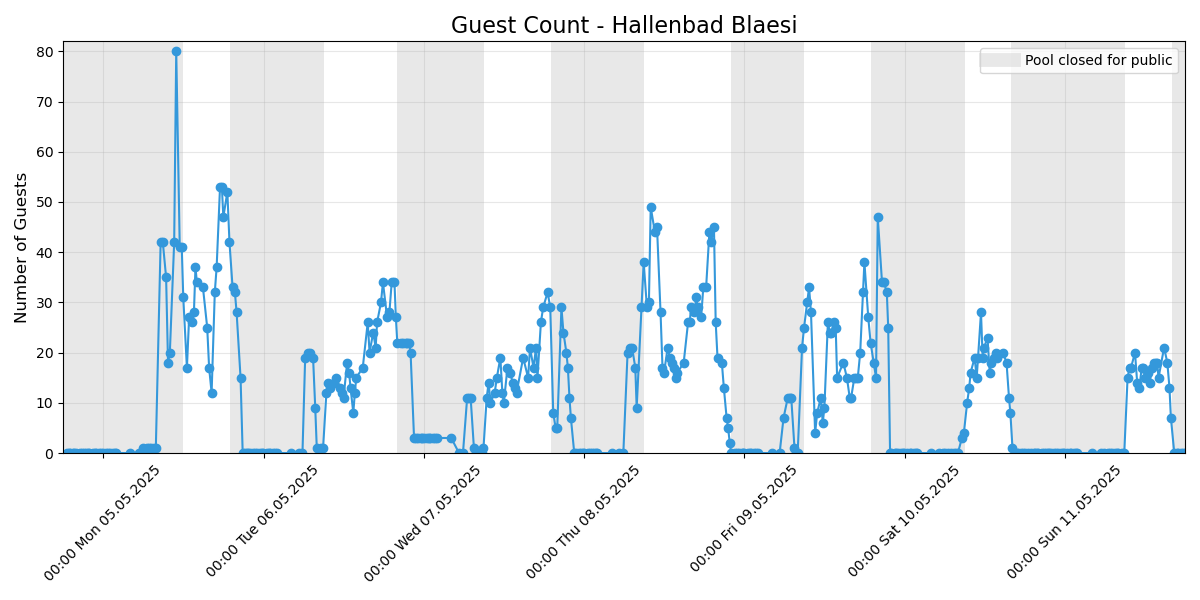 Guest Count - Hallenbad Blaesi
Pool closed for public
Number of Guests
80
70
60
50
40
30
20
10
0
00:00 Mon 05.05.2025
00:00 Tue 06.05.2025
00:00 Wed 07.05.2025
00:00 Thu 08.05.2025
00:00 Fri 09.05.2025
00:00 Sat 10.05.2025
00:00 Sun 11.05.2025